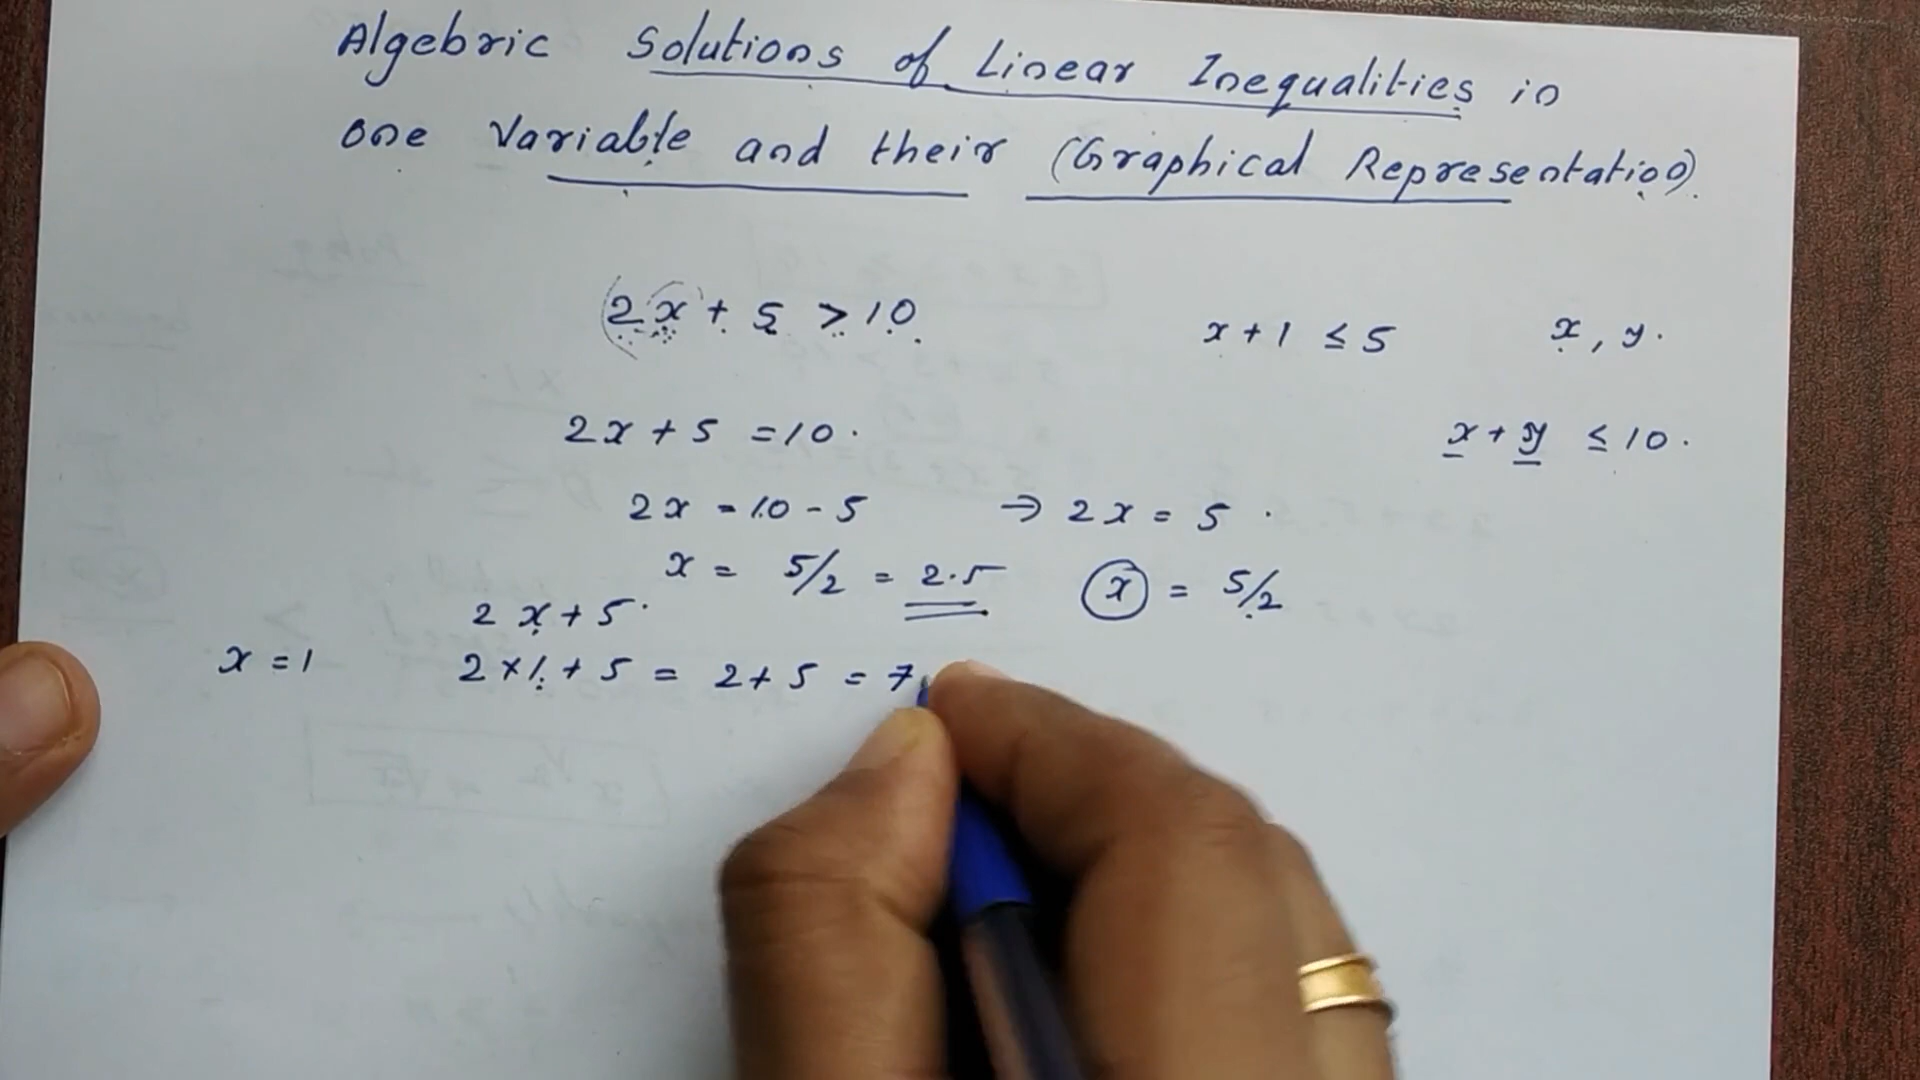 Algebric Solutions of Linear Inequalities in
one Variable and their (Graphical Representation).
2x + 5 > 10.
x + 1 ≤ 5
x, y.
2x + 5 = 10.
x + y ≤ 10.
2x = 10 - 5 ⇒ 2x = 5.
x = 5/2 = 2.5 x = 5/2
2x + 5.
x = 1 2 × 1 + 5 = 2 + 5 = 7